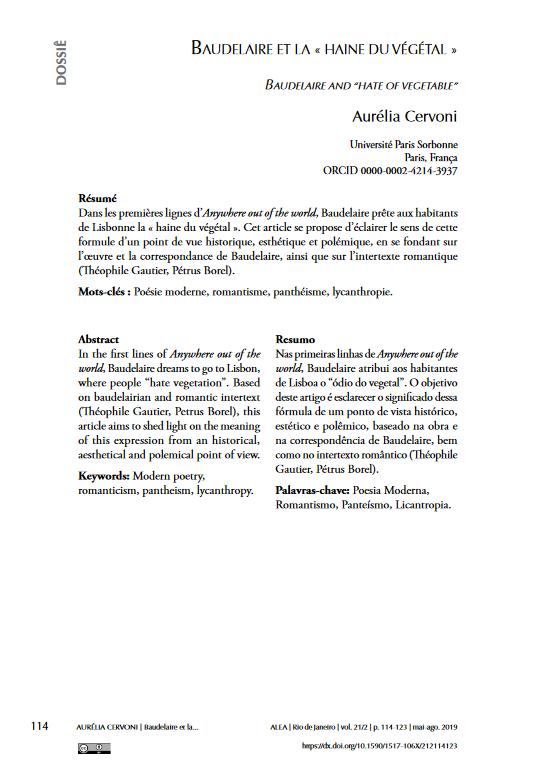 DOSSIÊ
BAUDELAIRE ET LA « HAINE DU VÉGÉTAL »
BAUDELAIRE AND “HATE OF VEGETABLE”
Aurélia Cervoni
Université Paris Sorbonne
Paris, França
ORCID 0000-0002-4214-3937
Résumé
Dans les premières lignes d’Anywhere out of the world, Baudelaire prête aux habitants
de Lisbonne la « haine du végétal ». Cet article se propose d’éclairer le sens de cette
formule d’un point de vue historique, esthétique et polémique, en se fondant sur
l’œuvre et la correspondance de Baudelaire, ainsi que sur l’intertexte romantique
(Théophile Gautier, Pétrus Borel).
Mots-clés : Poésie moderne, romantisme, panthéisme, lycanthropie.
Abstract
In the first lines of Anywhere out of the
world, Baudelaire dreams to go to Lisbon,
where people “hate vegetation”. Based
on baudelairian and romantic intertext
(Théophile Gautier, Petrus Borel), this
article aims to shed light on the meaning
of this expression from an historical,
aesthetical and polemical point of view.
Keywords: Modern poetry,
romanticism, pantheism, lycanthropy.
Resumo
Nas primeiras linhas de Anywhere out of the
world, Baudelaire atribui aos habitantes
de Lisboa o “ódio do vegetal”. O objetivo
deste artigo é esclarecer o significado dessa
fórmula de um ponto de vista histórico,
estético e polêmico, baseado na obra e
na correspondência de Baudelaire, bem
como no intertexto romântico (Théophile
Gautier, Pétrus Borel).
Palavras-chave: Poesia Moderna,
Romantismo, Panteísmo, Licantropia.
114
AURÉLIA CERVONI | Baudelaire et la...
ALEA | Rio de Janeiro | vol. 21/2 | p. 114-123 | mai-ago. 2019
https://dx.doi.org/10.1590/1517-106X/212114123